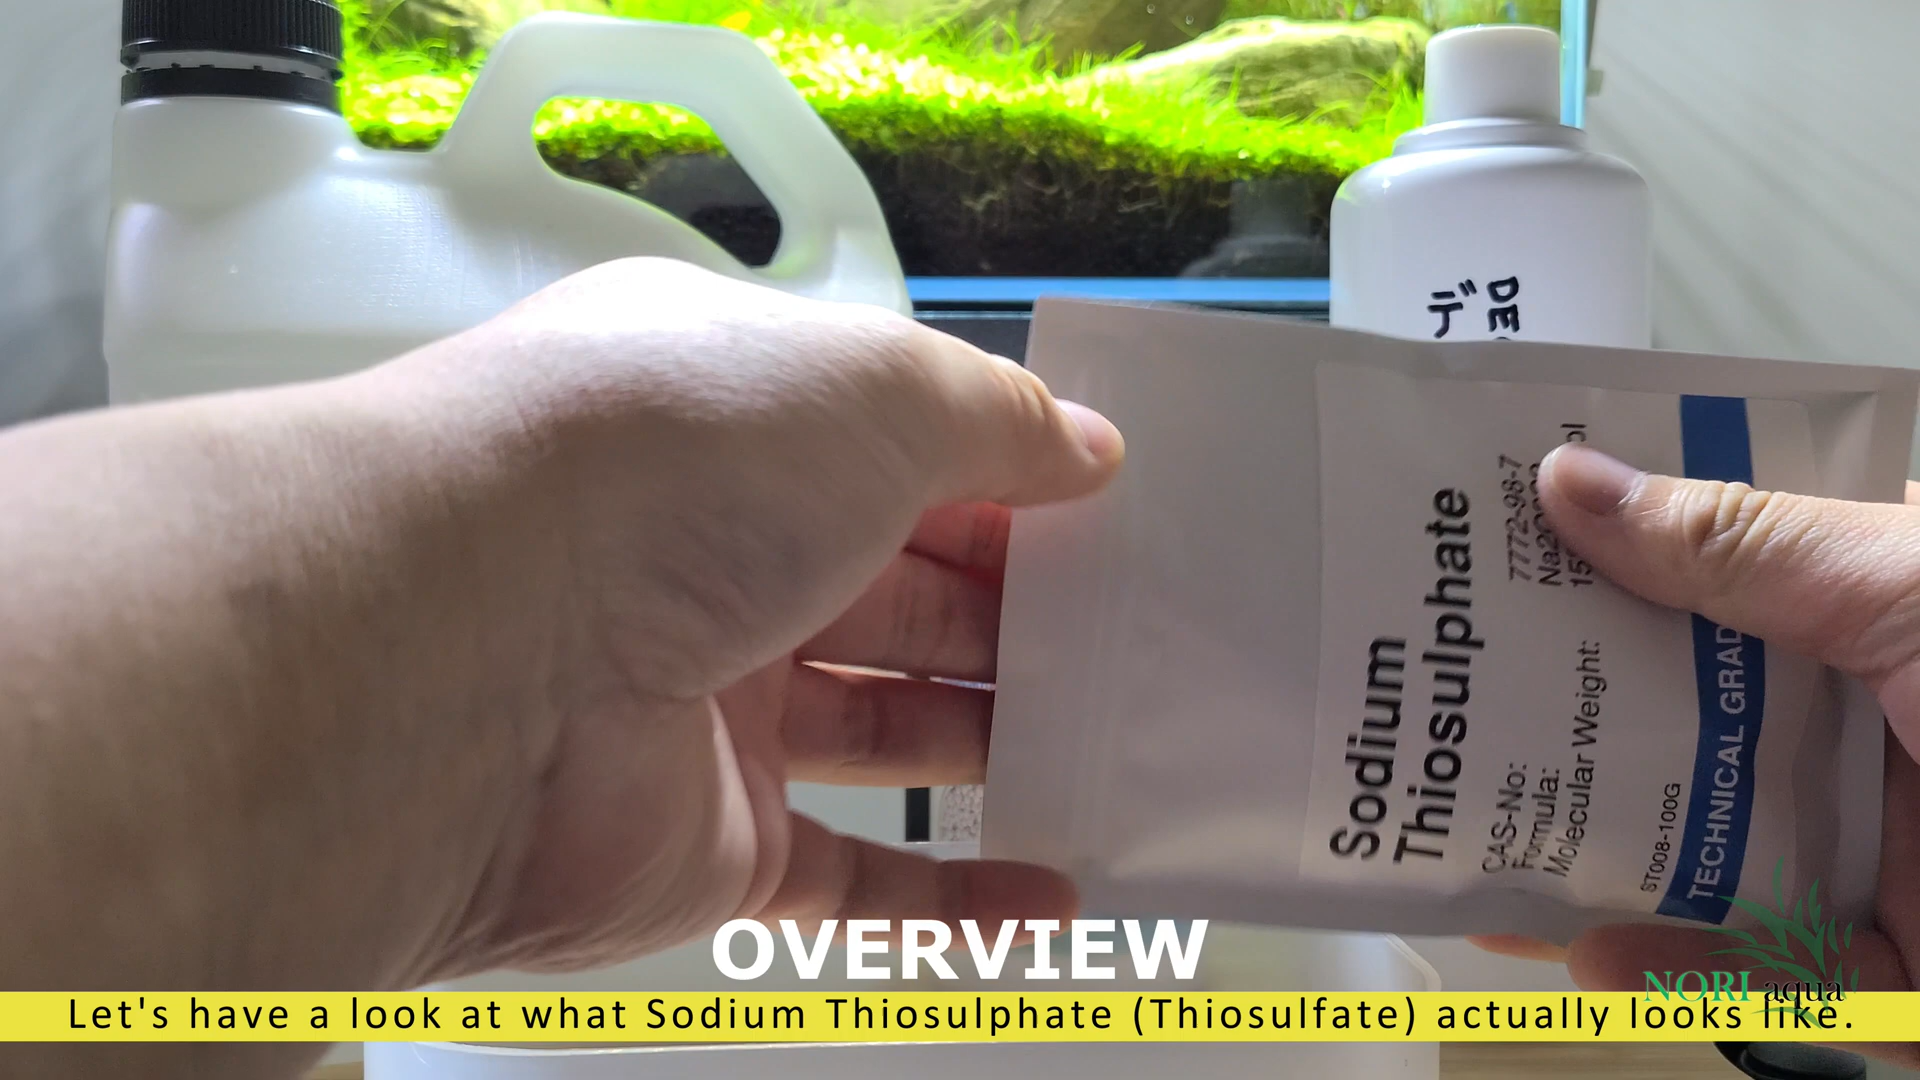 Sodium
Thiosulphate
CAS-No: 7772-98-7
Formula:
Molecular Weight:
ST008-100G
TECHNICAL GRAD
OVERVIEW
Let's have a look at what Sodium Thiosulphate (Thiosulfate) actually looks like.
NORI aqua